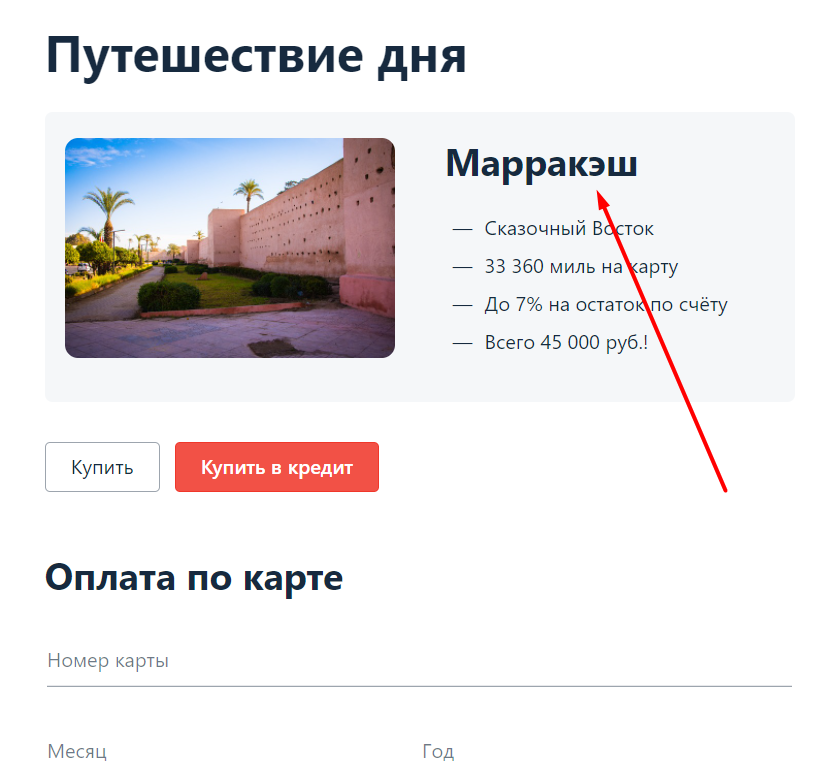 Путешествие дня
Марракэш
— Сказочный Восток
— 33 360 миль на карту
— До 7% на остаток по счёту
— Всего 45 000 руб.!
Купить
Купить в кредит
Оплата по карте
Номер карты
Месяц
Год